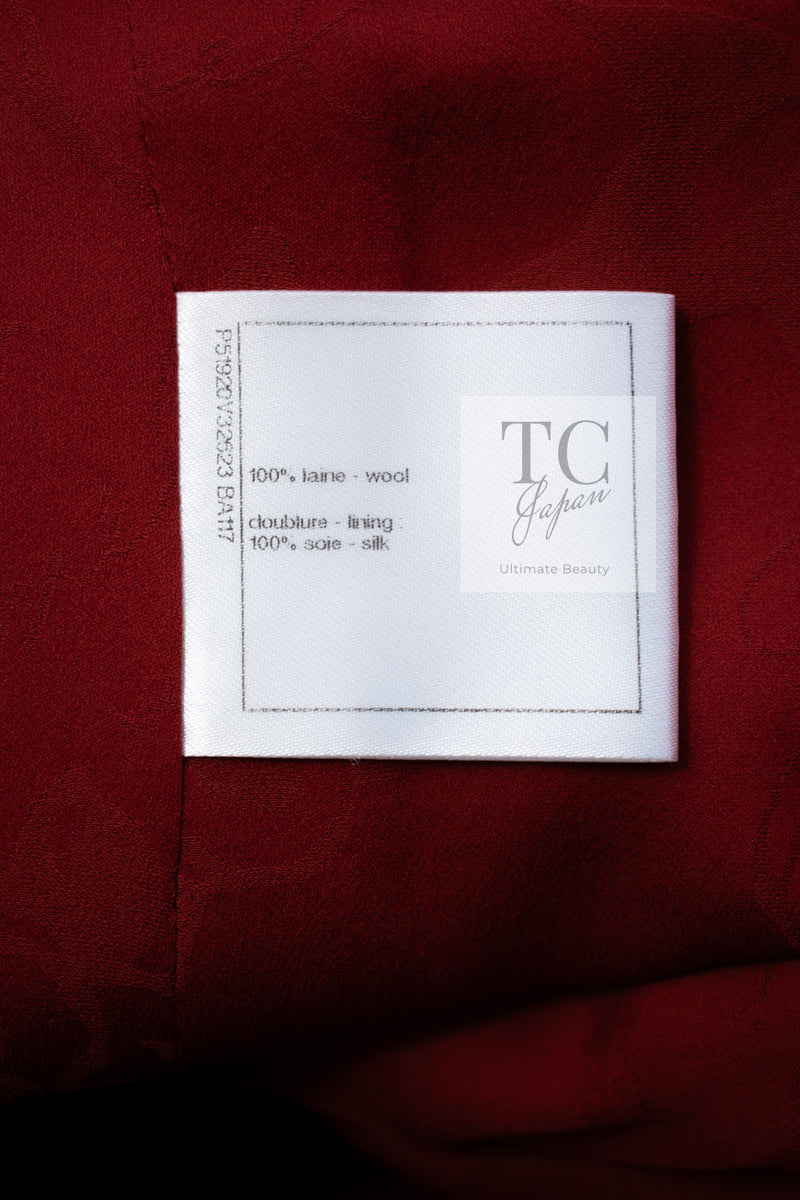 P51920V32623 BA117
100% laine - wool
doublure - lining :
100% soie - silk
TC
Japan
Ultimate Beauty